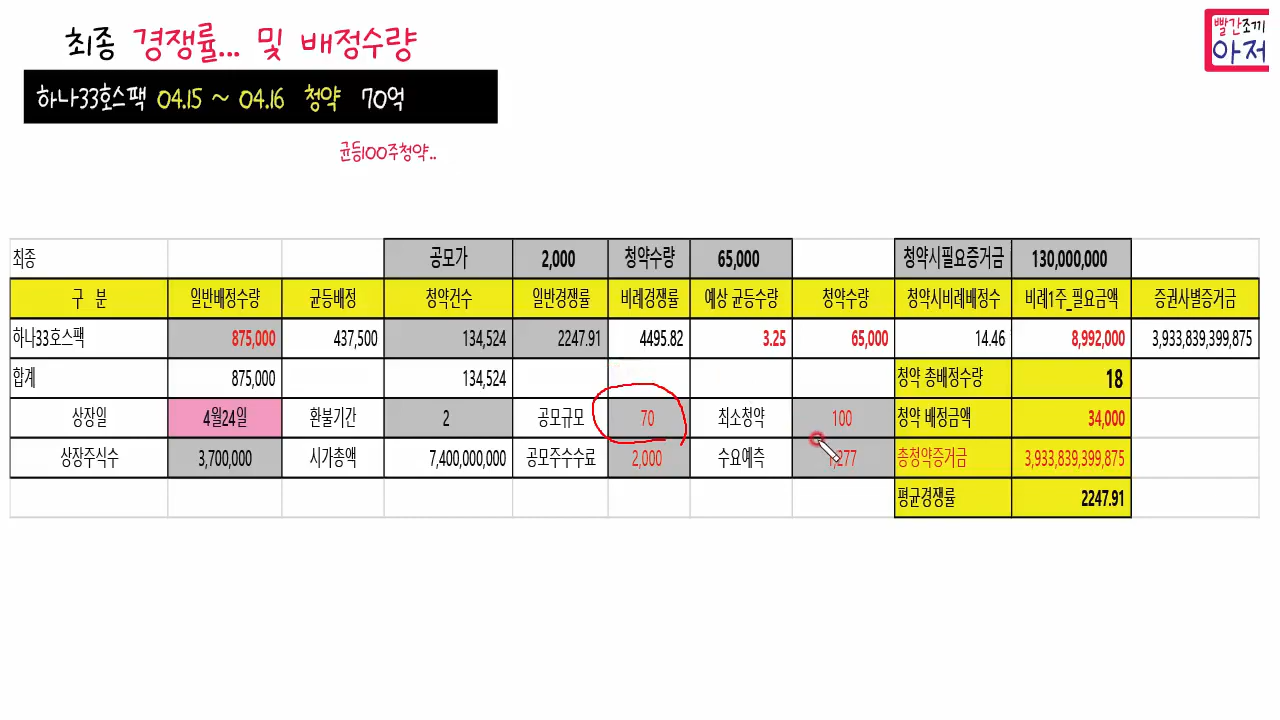 최종 경쟁률... 및 배정수량
빨간조끼
아저
하나33호스팩 04.15 ~ 04.16 청약 70억
균등100주청약..
최종 공모가 2,000 청약수량 65,000 청약시필요증거금 130,000,000
구 분 일반배정수량 균등배정 청약건수 일반경쟁률 비례경쟁률 예상 균등수량 청약수량 청약시비례배정수 비례1주_필요금액 증권사별증거금
하나33호스팩 875,000 437,500 134,524 2247.91 4495.82 3.25 65,000 14.46 8,992,000 3,933,839,399,875
합계 875,000 134,524 청약 총배정수량 18
상장일 4월24일 환불기간 2 공모규모 70 최소청약 100 청약 배정금액 34,000
상장주식수 3,700,000 시가총액 7,400,000,000 공모주수수료 2,000 수요예측 1,277 총청약증거금 3,933,839,399,875
평균경쟁률 2247.91